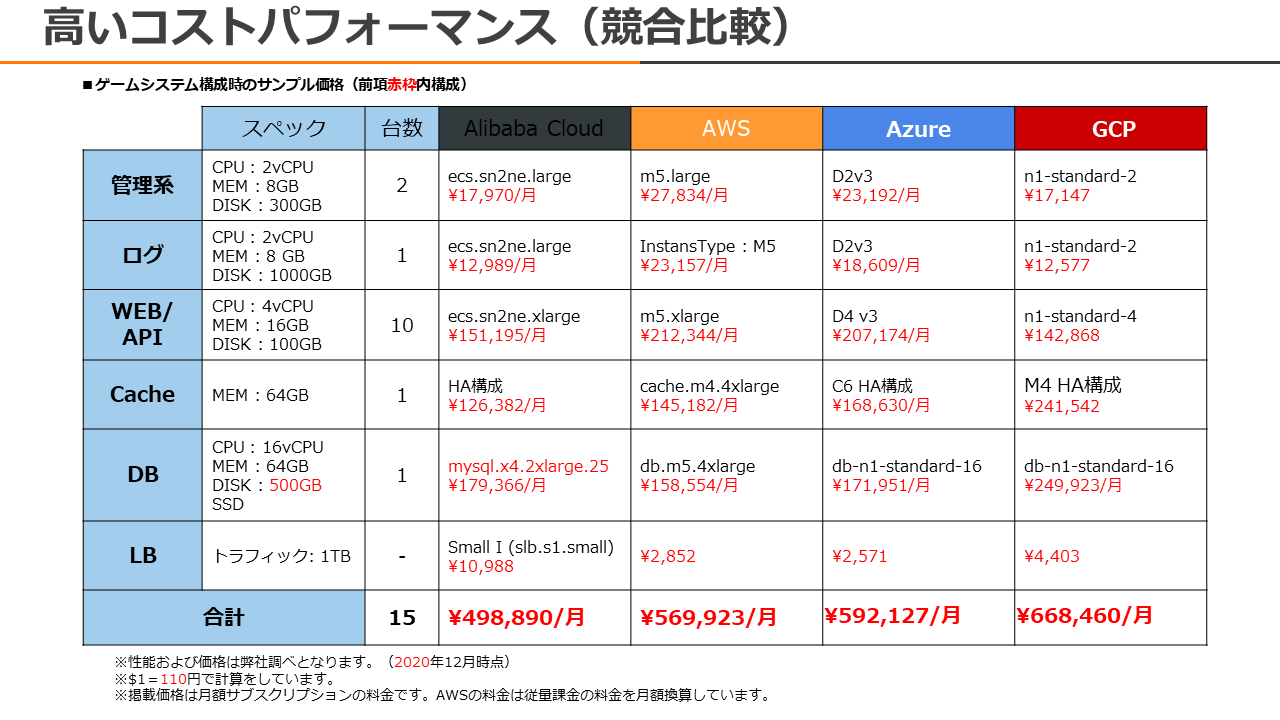 高いコストパフォーマンス（競合比較）
■ゲームシステム構成時のサンプル価格（前項赤枠内構成）
スペック 台数 Alibaba Cloud AWS Azure GCP
管理系
CPU : 2vCPU
MEM : 8GB
DISK : 300GB
2
ecs.sn2ne.large
¥17,970/月
m5.large
¥27,834/月
D2v3
¥23,192/月
n1-standard-2
¥17,147
ログ
CPU : 2vCPU
MEM : 8 GB
DISK : 1000GB
1
ecs.sn2ne.large
¥12,989/月
InstansType : M5
¥23,157/月
D2v3
¥18,609/月
n1-standard-2
¥12,577
WEB/
API
CPU : 4vCPU
MEM : 16GB
DISK : 100GB
10
ecs.sn2ne.xlarge
¥151,195/月
m5.xlarge
¥212,344/月
D4 v3
¥207,174/月
n1-standard-4
¥142,868
Cache
MEM : 64GB
1
HA構成
¥126,382/月
cache.m4.4xlarge
¥145,182/月
C6 HA構成
¥168,630/月
M4 HA構成
¥241,542
DB
CPU : 16vCPU
MEM : 64GB
DISK : 500GB
SSD
1
mysql.x4.2xlarge.25
¥179,366/月
db.m5.4xlarge
¥158,554/月
db-n1-standard-16
¥171,951/月
db-n1-standard-16
¥249,923/月
LB
トラフィック: 1TB
-
Small I (slb.s1.small)
¥10,988
¥2,852
¥2,571
¥4,403
合計 15 ¥498,890/月 ¥569,923/月 ¥592,127/月 ¥668,460/月
※性能および価格は弊社調べとなります。（2020年12月時点）
※$1＝110円で計算をしています。
※掲載価格は月額サブスクリプションの料金です。AWSの料金は従量課金の料金を月額換算しています。